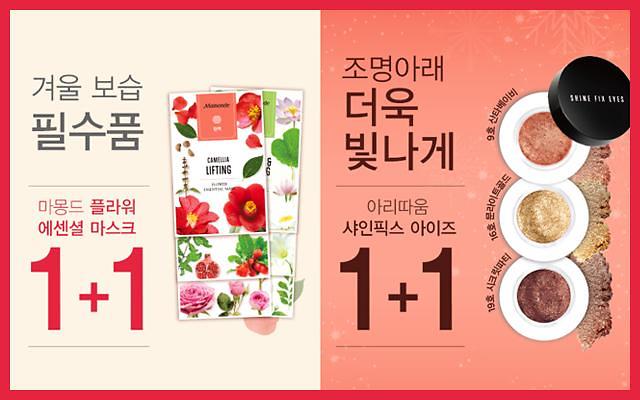 겨울 보습
필수품
마몽드 플라워
에센셜 마스크
1+1
Mamonde
CAMELLIA
LIFTING
FLOWER
조명아래
더욱
빛나게
아리따움
샤인픽스 아이즈
1+1
SHINE FIX EYES
9호 산타베이비
16호 문라이트골드
19호 시크릿파티